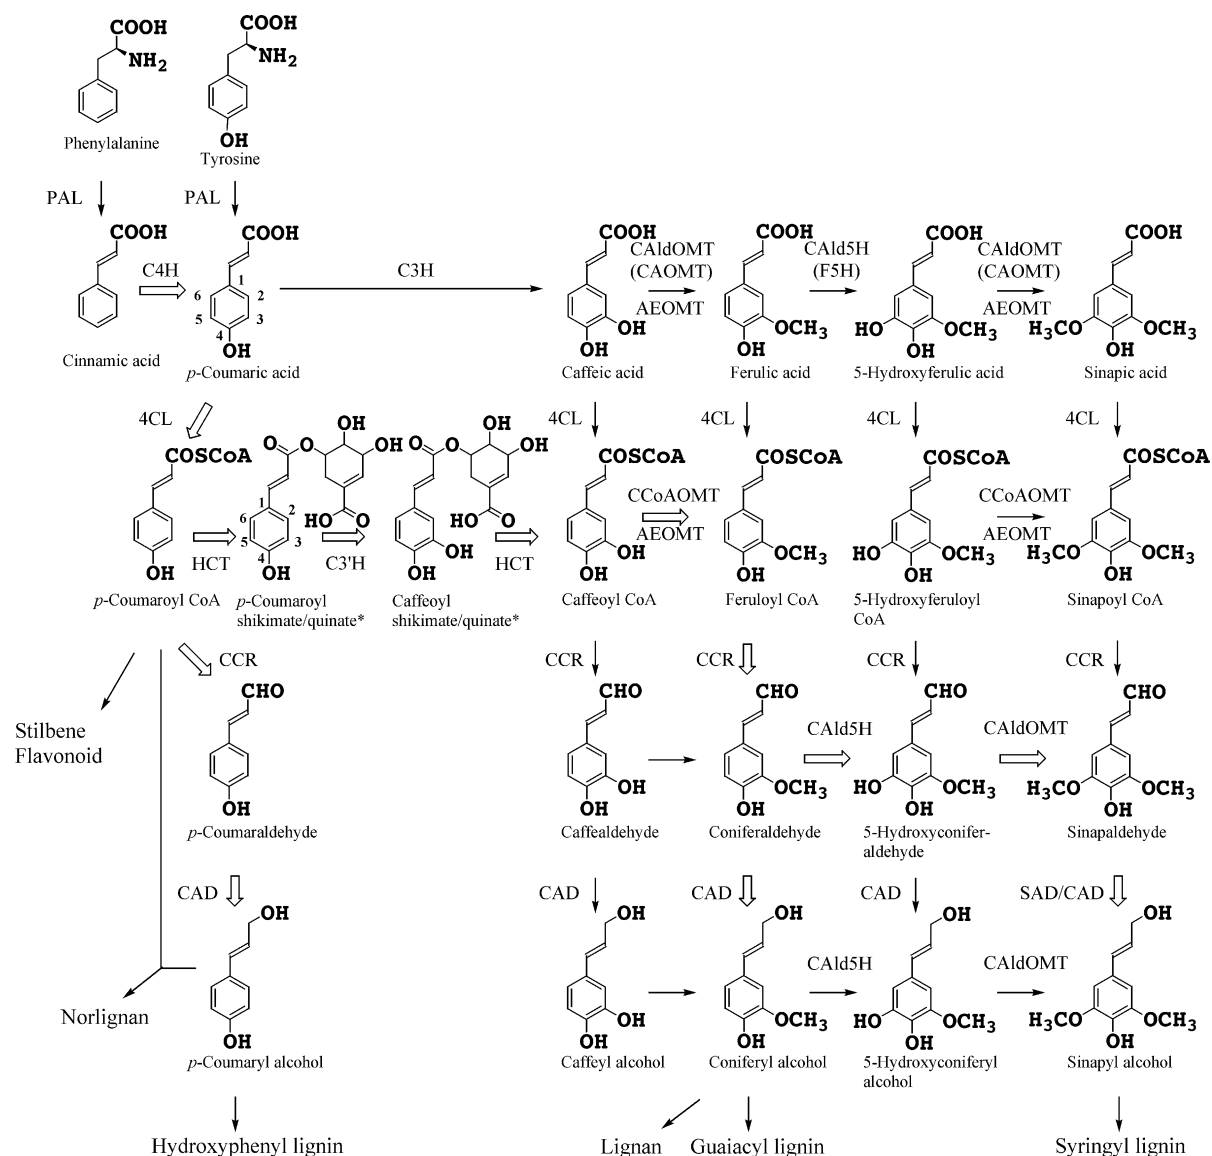 COOH
NH2
Phenylalanine
COOH
NH2
OH
Tyrosine
PAL
PAL
COOH
Cinnamic acid
C4H
COOH
1
6
2
5
3
4
OH
p-Coumaric acid
C3H
COOH
OH
OH
Caffeic acid
CAldOMT
(CAOMT)
AEOMT
COOH
OCH3
OH
Ferulic acid
CAld5H
(F5H)
COOH
HO
OCH3
OH
5-Hydroxyferulic acid
CAldOMT
(CAOMT)
AEOMT
COOH
H3CO
OCH3
OH
Sinapic acid
4CL
4CL
4CL
4CL
4CL
COSCoA
OH
p-Coumaroyl CoA
HCT
O
O
OH
OH
HO
O
1
6
2
5
3
4
OH
p-Coumaroyl
shikimate/quinate*
C3'H
O
O
OH
OH
HO
O
OH
OH
Caffeoyl
shikimate/quinate*
HCT
COSCoA
OH
OH
Caffeoyl CoA
CCoAOMT
AEOMT
COSCoA
OCH3
OH
Feruloyl CoA
COSCoA
HO
OCH3
OH
5-Hydroxyferuloyl
CoA
CCoAOMT
AEOMT
COSCoA
H3CO
OCH3
OH
Sinapoyl CoA
CCR
CCR
CCR
CCR
CCR
Stilbene
Flavonoid
CHO
OH
p-Coumaraldehyde
CHO
OH
OH
Caffealdehyde
CHO
OCH3
OH
Coniferaldehyde
CAld5H
CHO
HO
OCH3
OH
5-Hydroxyconifer-
aldehyde
CAldOMT
CHO
H3CO
OCH3
OH
Sinapaldehyde
CAD
CAD
CAD
CAD
SAD/CAD
Norlignan
OH
OH
p-Coumaryl alcohol
OH
OH
OH
Caffeyl alcohol
OH
OCH3
OH
Coniferyl alcohol
CAld5H
OH
HO
OCH3
OH
5-Hydroxyconiferyl
alcohol
CAldOMT
OH
H3CO
OCH3
OH
Sinapyl alcohol
Hydroxyphenyl lignin
Lignan
Guaiacyl lignin
Syringyl lignin